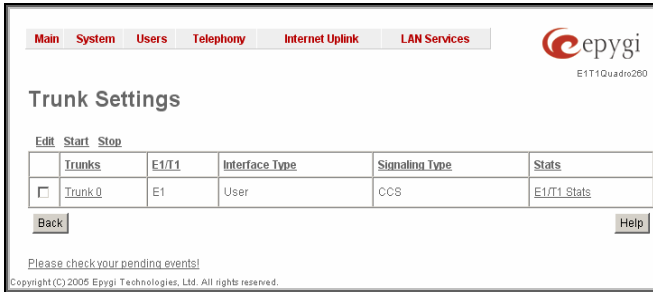 Main System Users Telephony Internet Uplink LAN Services
epygi
E1T1Quadro260
Trunk Settings
Edit Start Stop
Trunks E1/T1 Interface Type Signaling Type Stats
Trunk 0 E1 User CCS E1/T1 Stats
Back Help
Please check your pending events!
Copyright (C) 2005 Epygi Technologies, Ltd. All rights reserved.